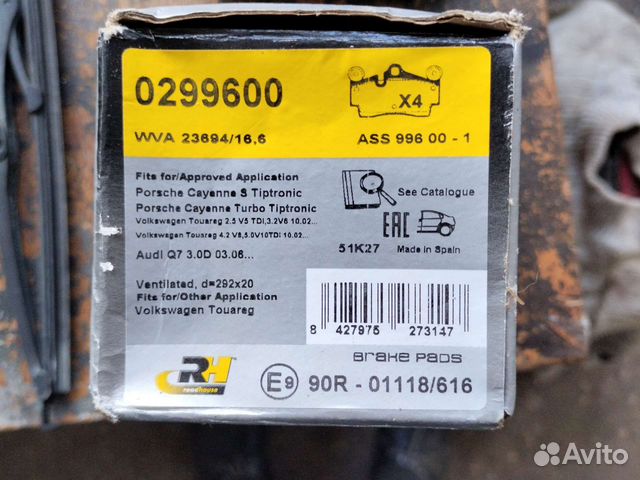 0299600
X4
WVA 23694/16,6
ASS 996 00 - 1
Fits for/Approved Application
Porsche Cayenne S Tiptronic
Porsche Cayenne Turbo Tiptronic
Volkswagen Touareg 2.5 V5 TDI,3.2V6 10.02...
Volkswagen Touareg 4.2 V8,5.0V10TDI 10.02...
Audi Q7 3.0D 03.06...
See Catalogue
EAC
51K27
Made in Spain
Ventilated, d=292x20
Fits for/Other Application
Volkswagen Touareg
8 427975 273147
BRAKE PADS
RH
roadhouse
E9 90R - 01118/616
Avito